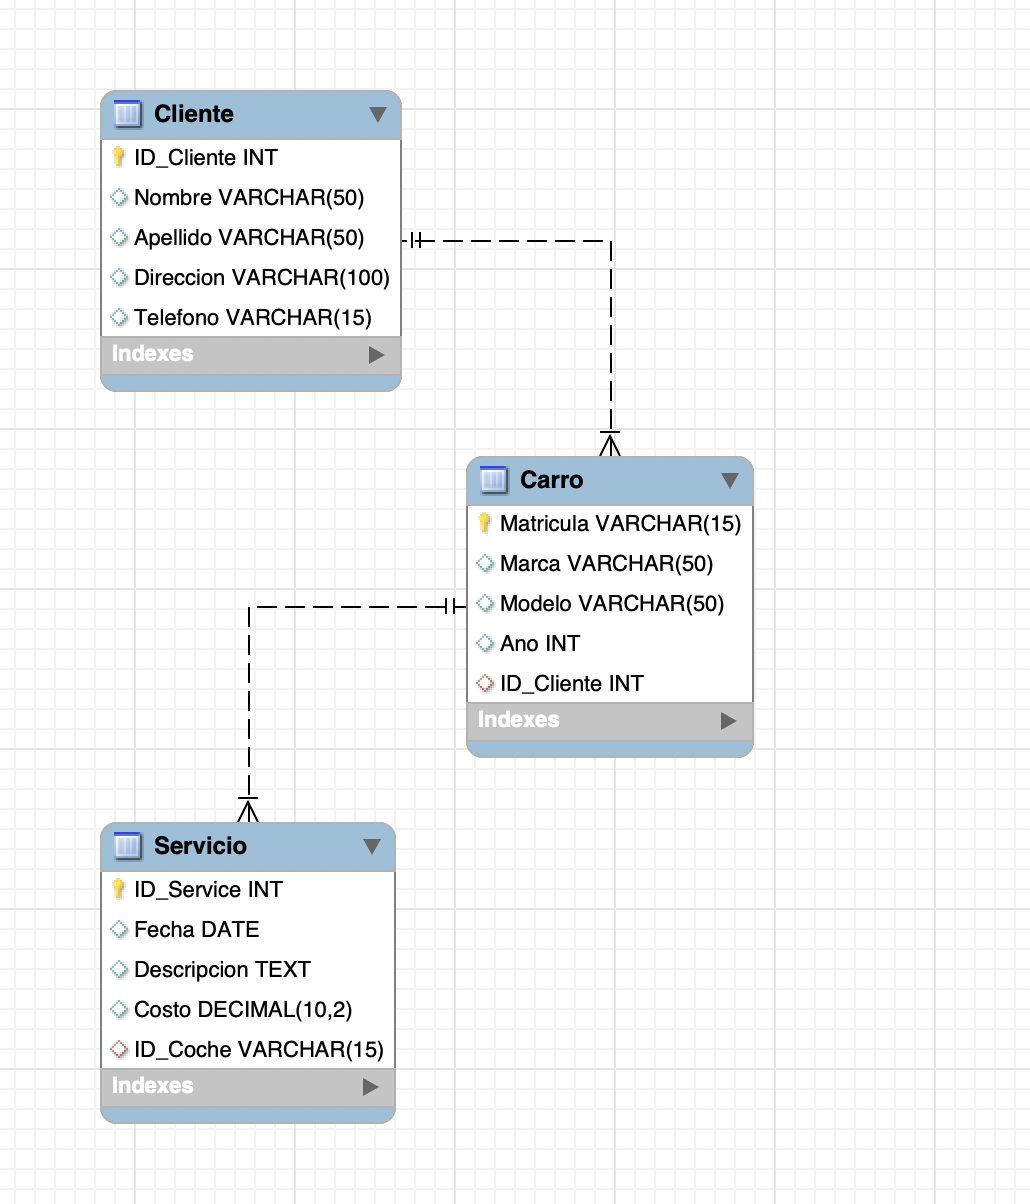 Cliente
ID_Cliente INT
Nombre VARCHAR(50)
Apellido VARCHAR(50)
Direccion VARCHAR(100)
Telefono VARCHAR(15)
Indexes
Carro
Matricula VARCHAR(15)
Marca VARCHAR(50)
Modelo VARCHAR(50)
Ano INT
ID_Cliente INT
Indexes
Servicio
ID_Service INT
Fecha DATE
Descripcion TEXT
Costo DECIMAL(10,2)
ID_Coche VARCHAR(15)
Indexes